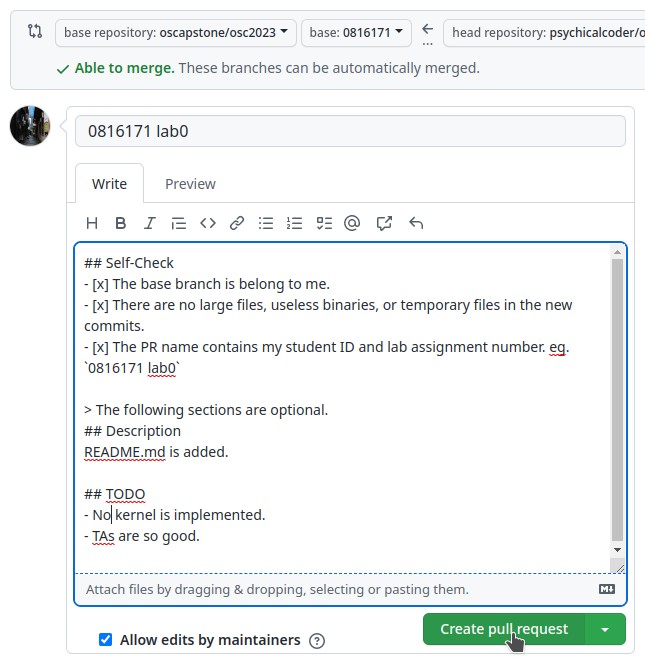 base repository: oscapstone/osc2023 base: 0816171 ... head repository: psychicalcoder/o
Able to merge. These branches can be automatically merged.
0816171 lab0
Write Preview
H B I
## Self-Check
- [x] The base branch is belong to me.
- [x] There are no large files, useless binaries, or temporary files in the new
commits.
- [x] The PR name contains my student ID and lab assignment number. eg.
`0816171 lab0`
> The following sections are optional.
## Description
README.md is added.
## TODO
- No kernel is implemented.
- TAs are so good.
Attach files by dragging & dropping, selecting or pasting them.
Create pull request
Allow edits by maintainers